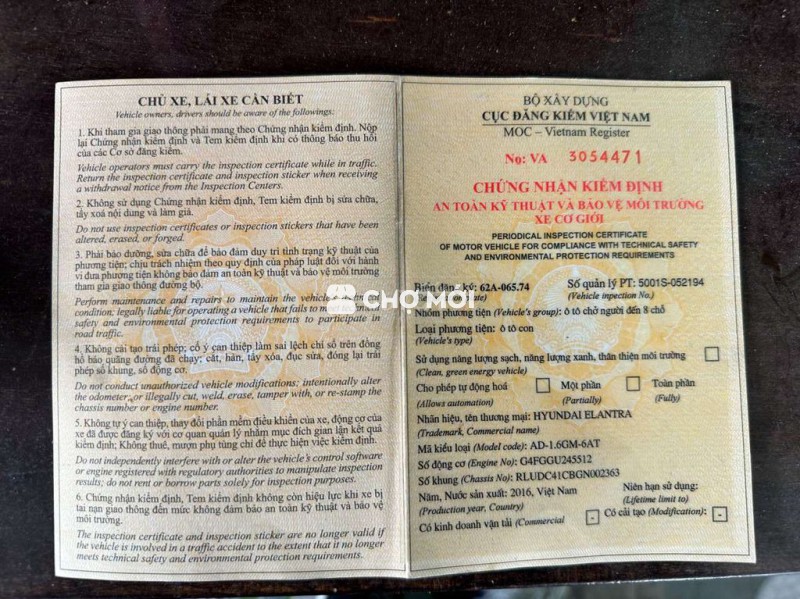 CHỦ XE, LÁI XE CẦN BIẾT
Vehicle owners, drivers should be aware of the followings:
1. Khi tham gia giao thông phải mang theo Chứng nhận kiểm định. Nộp
lại Chứng nhận kiểm định và Tem kiểm định khi có thông báo thu hồi
của các Cơ sở đăng kiểm.
Vehicle operators must carry the inspection certificate while in traffic.
Return the inspection certificate and inspection sticker when receiving
a withdrawal notice from the Inspection Centers.
2. Không sử dụng Chứng nhận kiểm định, Tem kiểm định bị sửa chữa,
tẩy xoá nội dung và làm giả.
Do not use inspection certificates or inspection stickers that have been
altered, erased, or forged.
3. Phải bảo dưỡng, sửa chữa để bảo đảm duy trì tình trạng kỹ thuật của
phương tiện; chịu trách nhiệm theo quy định của pháp luật đối với hành
vi đưa phương tiện không bảo đảm an toàn kỹ thuật và bảo vệ môi trường
tham gia giao thông đường bộ.
Perform maintenance and repairs to maintain the vehicle's
condition; legally liable for operating a vehicle that fails to
safety and environmental protection requirements to participate in
road traffic.
4. Không cải tạo trái phép; cố ý can thiệp làm sai lệch chỉ số trên đồng
hồ báo quãng đường đã chạy; cắt, hàn, tẩy xóa, đục sửa, đóng lại trái
phép số khung, số động cơ.
Do not conduct unauthorized vehicle modifications; intentionally alter
the odometer, or illegally cut, weld, erase, tamper with, or re-stamp the
chassis number or engine number.
5. Không tự ý can thiệp, thay đổi phần mềm điều khiển của xe, động cơ của
xe đã được đăng ký với cơ quan quản lý nhằm mục đích gian lận kết quả
kiểm định; Không thuê, mượn phụ tùng chỉ để thực hiện việc kiểm định.
Do not independently interfere with or alter the vehicle's control software
or engine registered with regulatory authorities to manipulate inspection
results; do not rent or borrow parts solely for inspection purposes.
6. Chứng nhận kiểm định, Tem kiểm định không còn hiệu lực khi xe bị
tai nạn giao thông đến mức không đảm bảo an toàn kỹ thuật và bảo vệ
môi trường.
The inspection certificate and inspection sticker are no longer valid if
the vehicle is involved in a traffic accident to the extent that it no longer
meets technical safety and environmental protection requirements.
CHỢ MỚI
BỘ XÂY DỰNG
CỤC ĐĂNG KIỂM VIỆT NAM
MOC – Vietnam Register
No: VA 3054471
CHỨNG NHẬN KIỂM ĐỊNH
AN TOÀN KỸ THUẬT VÀ BẢO VỆ MÔI TRƯỜNG
XE CƠ GIỚI
PERIODICAL INSPECTION CERTIFICATE
OF MOTOR VEHICLE FOR COMPLIANCE WITH TECHNICAL SAFETY
AND ENVIRONMENTAL PROTECTION REQUIREMENTS
Biển đăng ký: 62A-065.74 Số quản lý PT: 5001S-052194
(Vehicle inpection No.)
Nhóm phương tiện (Vehicle's group): ô tô chở người đến 8 chỗ
Loại phương tiện: ô tô con
(Vehicle's type)
Sử dụng năng lượng sạch, năng lượng xanh, thân thiện môi trường
(Clean, green energy vehicle)
Cho phép tự động hoá Một phần Toàn phần
(Allows automation) (Partially) (Fully)
Nhãn hiệu, tên thương mại: HYUNDAI ELANTRA
(Trademark, Commercial name)
Mã kiểu loại (Model code): AD-1.6GM-6AT
Số động cơ (Engine No): G4FGGU245512
Số khung (Chassis No): RLUDC41CBGN002363
Năm, Nước sản xuất: 2016, Việt Nam Niên hạn sử dụng:
(Production year, Country) (Lifetime limit to)
Có kinh doanh vận tải (Commercial - Có cải tạo (Modification): -